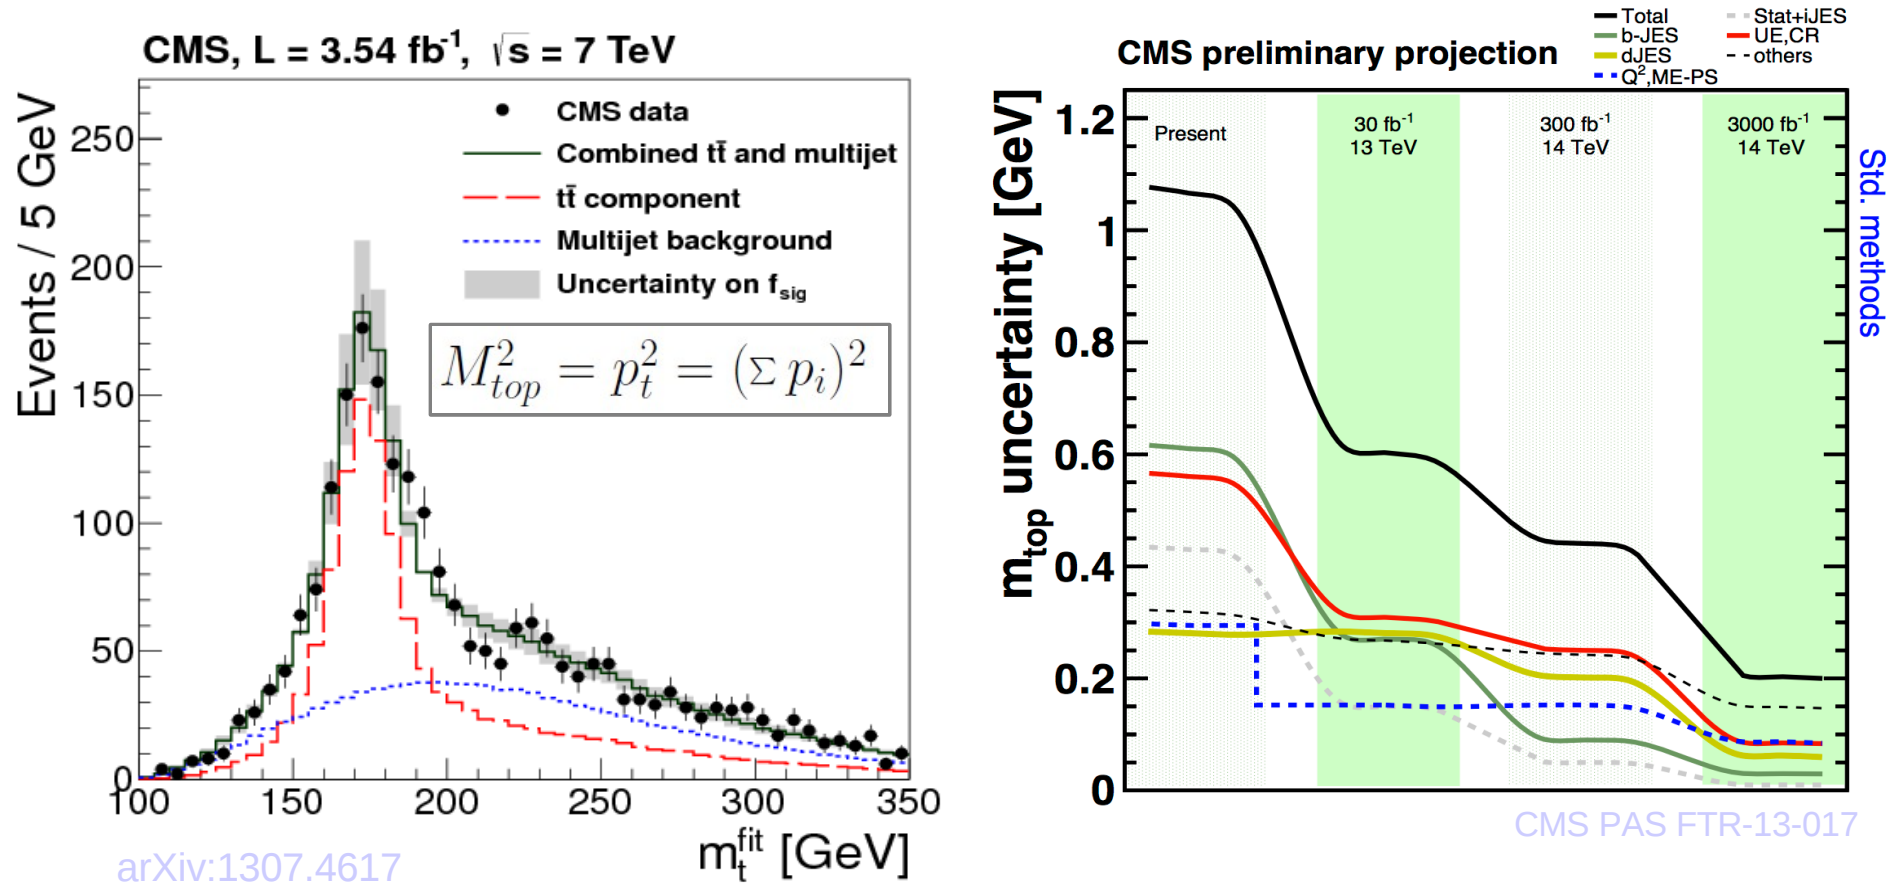 CMS, L = 3.54 fb-1, √s = 7 TeV
Events / 5 GeV
250
200
150
100
50
0
CMS data
Combined tt̄ and multijet
tt̄ component
Multijet background
Uncertainty on fsig
M²top = p²t = (Σ pi)²
100 150 200 250 300 350
mtfit [GeV]
arXiv:1307.4617
CMS preliminary projection
Total
b-JES
dJES
Q²,ME-PS
Stat+iJES
UE,CR
others
mtop uncertainty [GeV]
1.2
1
0.8
0.6
0.4
0.2
0
Present
30 fb-1
13 TeV
300 fb-1
14 TeV
3000 fb-1
14 TeV
Std. methods
CMS PAS FTR-13-017